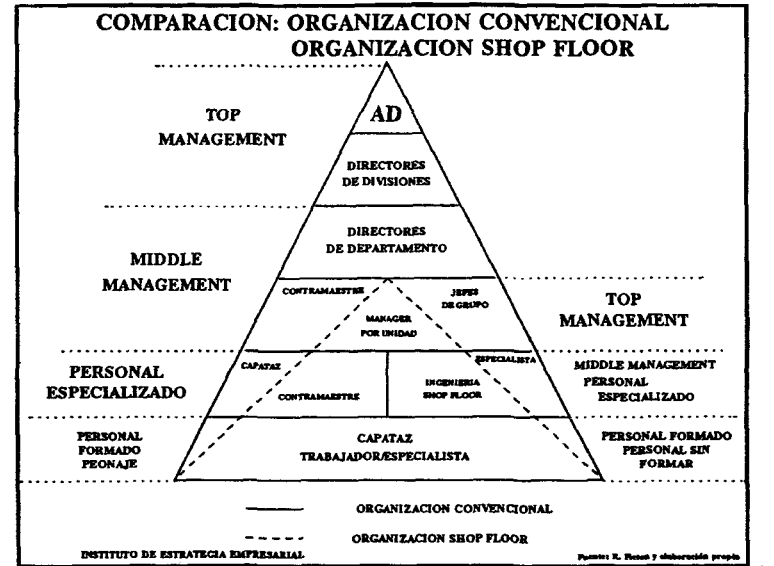 COMPARACION: ORGANIZACION CONVENCIONAL
ORGANIZACION SHOP FLOOR
TOP
MANAGEMENT
AD
DIRECTORES
DE DIVISIONES
MIDDLE
MANAGEMENT
DIRECTORES
DE DEPARTAMENTO
CONTRAMAESTRE
JEFES
DE GRUPO
MANAGER
POR UNIDAD
TOP
MANAGEMENT
PERSONAL
ESPECIALIZADO
CAPATAZ
ESPECIALISTA
CONTRAMAESTRE
INGENIERIA
SHOP FLOOR
MIDDLE MANAGEMENT
PERSONAL
ESPECIALIZADO
PERSONAL
FORMADO
PEONAJE
CAPATAZ
TRABAJADOR/ESPECIALISTA
PERSONAL FORMADO
PERSONAL SIN
FORMAR
ORGANIZACION CONVENCIONAL
ORGANIZACION SHOP FLOOR
INSTITUTO DE ESTRATEGIA EMPRESARIAL
Fuente: R. y elaboración propia